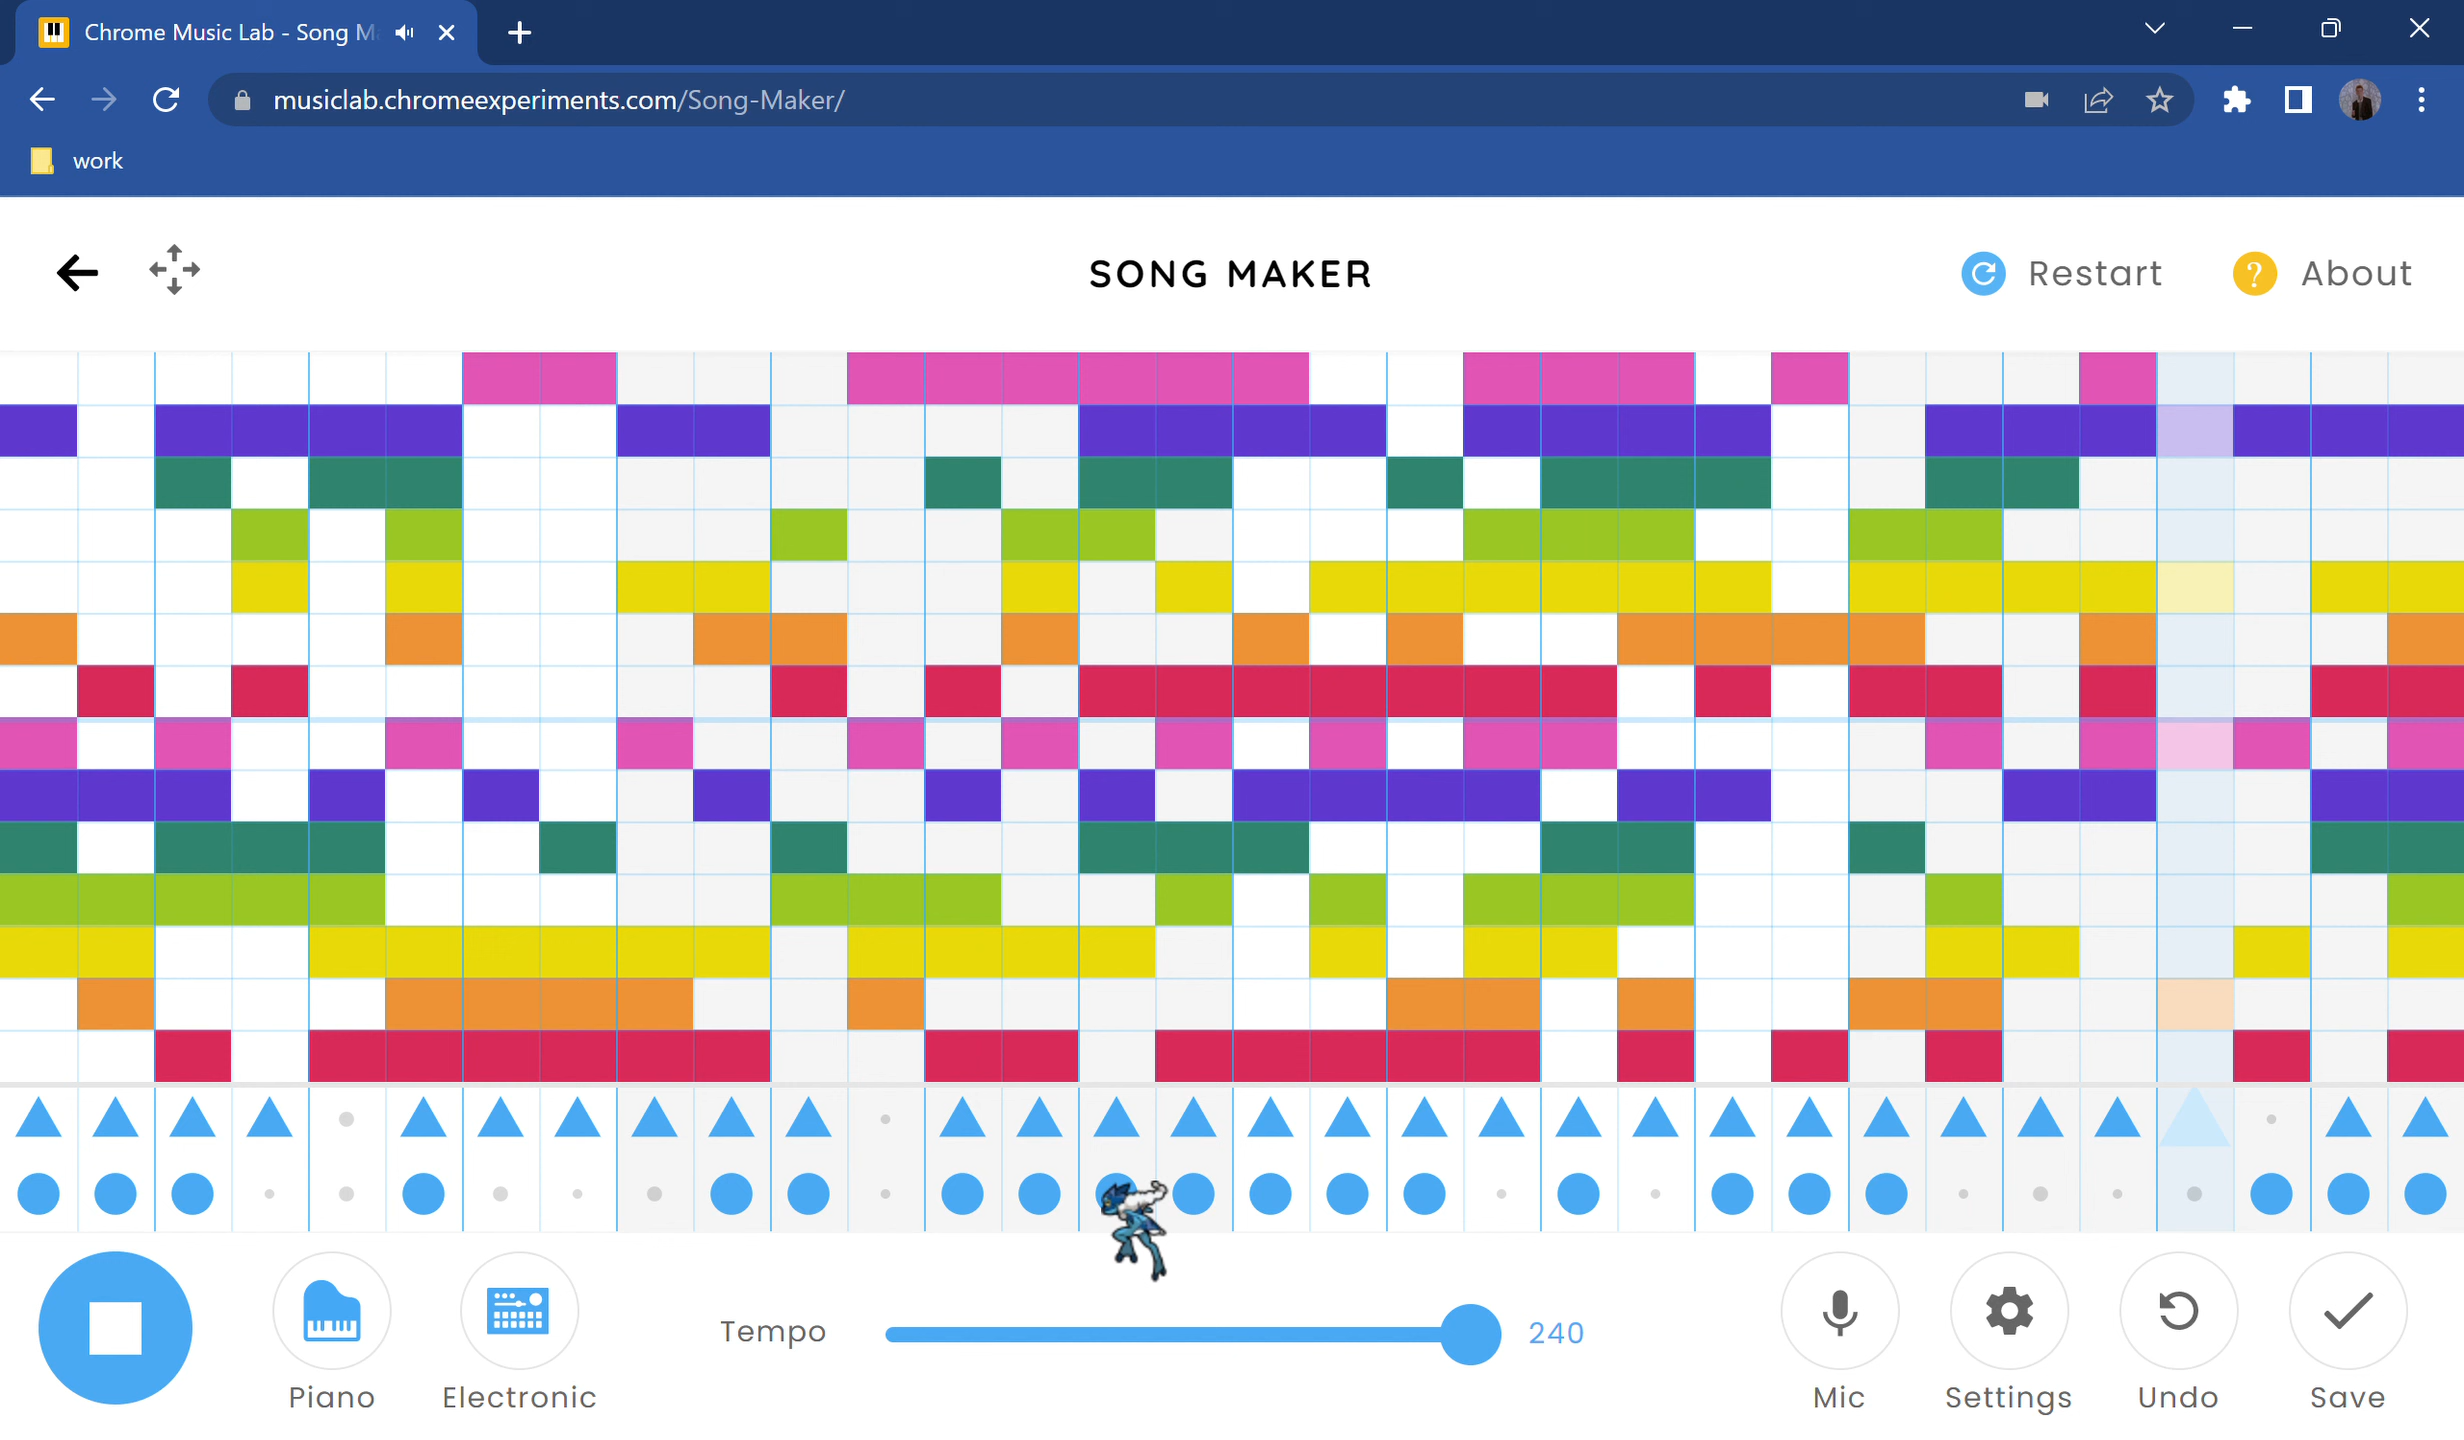 Chrome Music Lab - Song M
musiclab.chromeexperiments.com/Song-Maker/
work
SONG MAKER
Restart
? About
Tempo
240
Piano
Electronic
Mic
Settings
Undo
Save